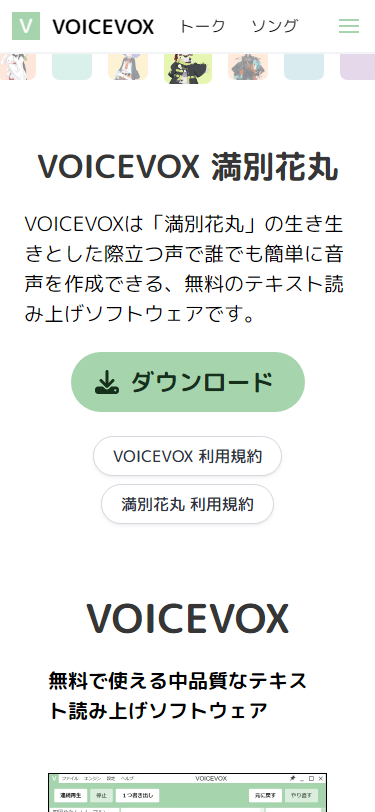 V VOICEVOX トーク ソング
VOICEVOX 満別花丸
VOICEVOXは「満別花丸」の生き生
きとした際立つ声で誰でも簡単に音
声を作成できる、無料のテキスト読
み上げソフトウェアです。
ダウンロード
VOICEVOX 利用規約
満別花丸 利用規約
VOICEVOX
無料で使える中品質なテキス
ト読み上げソフトウェア
V ファイル エンジン 設定 ヘルプ VOICEVOX
連続再生 停止 1つ書き出し 元に戻す やり直す